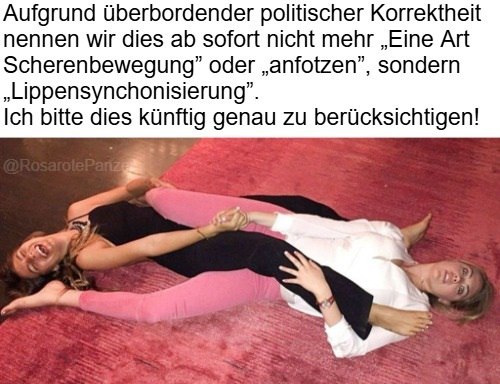 Aufgrund überbordender politischer Korrektheit
nennen wir dies ab sofort nicht mehr „Eine Art
Scherenbewegung” oder „anfotzen”, sondern
„Lippensynchonisierung”.
Ich bitte dies künftig genau zu berücksichtigen!
@RosarotePanzer